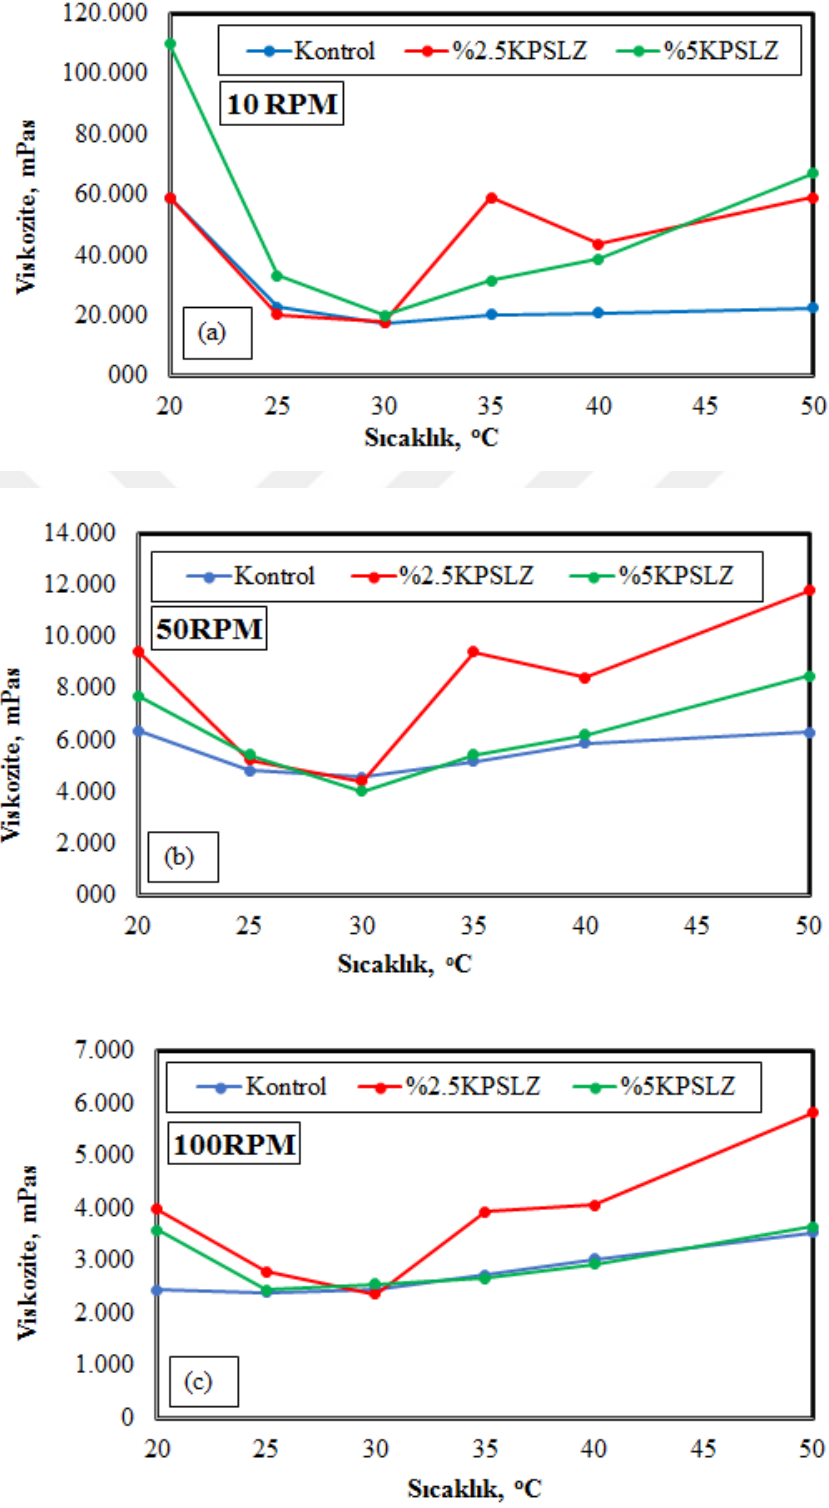 120.000
100.000
80.000
60.000
40.000
20.000
000
Viskozite, mPas
Kontrol %2.5KPSLZ %5KPSLZ
10 RPM
(a)
20 25 30 35 40 45 50
Sıcaklık, °C
14.000
12.000
10.000
8.000
6.000
4.000
2.000
000
Viskozite, mPas
Kontrol %2.5KPSLZ %5KPSLZ
50RPM
(b)
20 25 30 35 40 45 50
Sıcaklık, °C
7.000
6.000
5.000
4.000
3.000
2.000
1.000
0
Viskozite, mPas
Kontrol %2.5KPSLZ %5KPSLZ
100RPM
(c)
20 25 30 35 40 45 50
Sıcaklık, °C